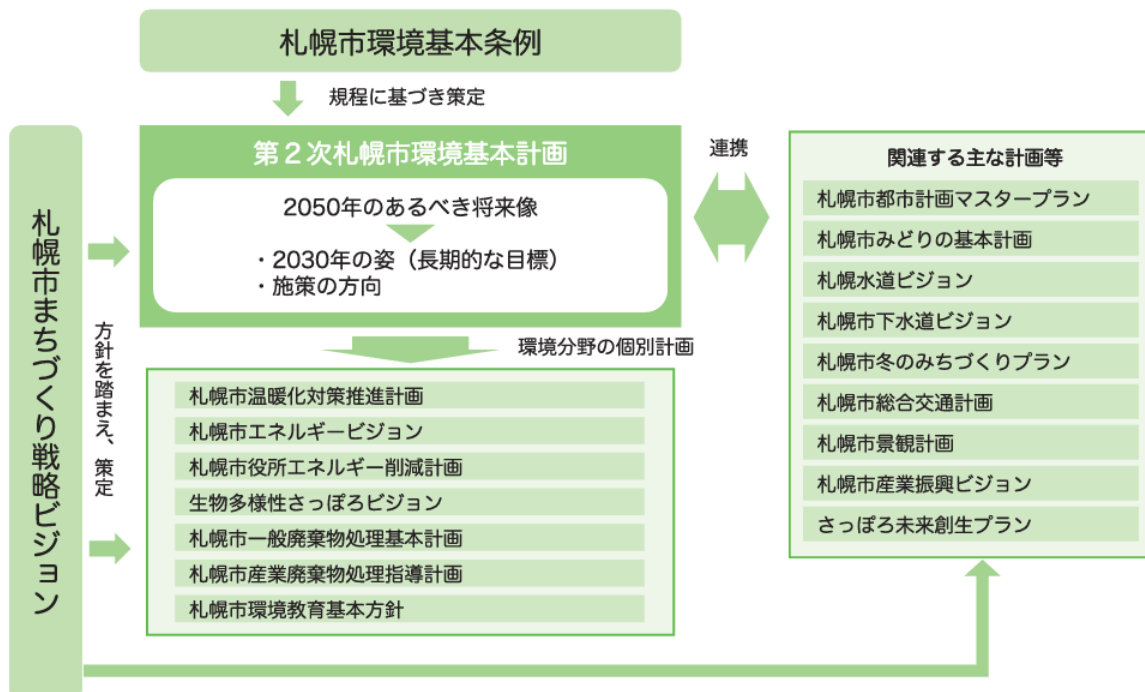 札幌市環境基本条例
規程に基づき策定
札幌市まちづくり戦略ビジョン
方針を踏まえ、策定
第2次札幌市環境基本計画
2050年のあるべき将来像
・2030年の姿（長期的な目標）
・施策の方向
環境分野の個別計画
札幌市温暖化対策推進計画
札幌市エネルギービジョン
札幌市役所エネルギー削減計画
生物多様性さっぽろビジョン
札幌市一般廃棄物処理基本計画
札幌市産業廃棄物処理指導計画
札幌市環境教育基本方針
連携
関連する主な計画等
札幌市都市計画マスタープラン
札幌市みどりの基本計画
札幌水道ビジョン
札幌市下水道ビジョン
札幌市冬のみちづくりプラン
札幌市総合交通計画
札幌市景観計画
札幌市産業振興ビジョン
さっぽろ未来創生プラン